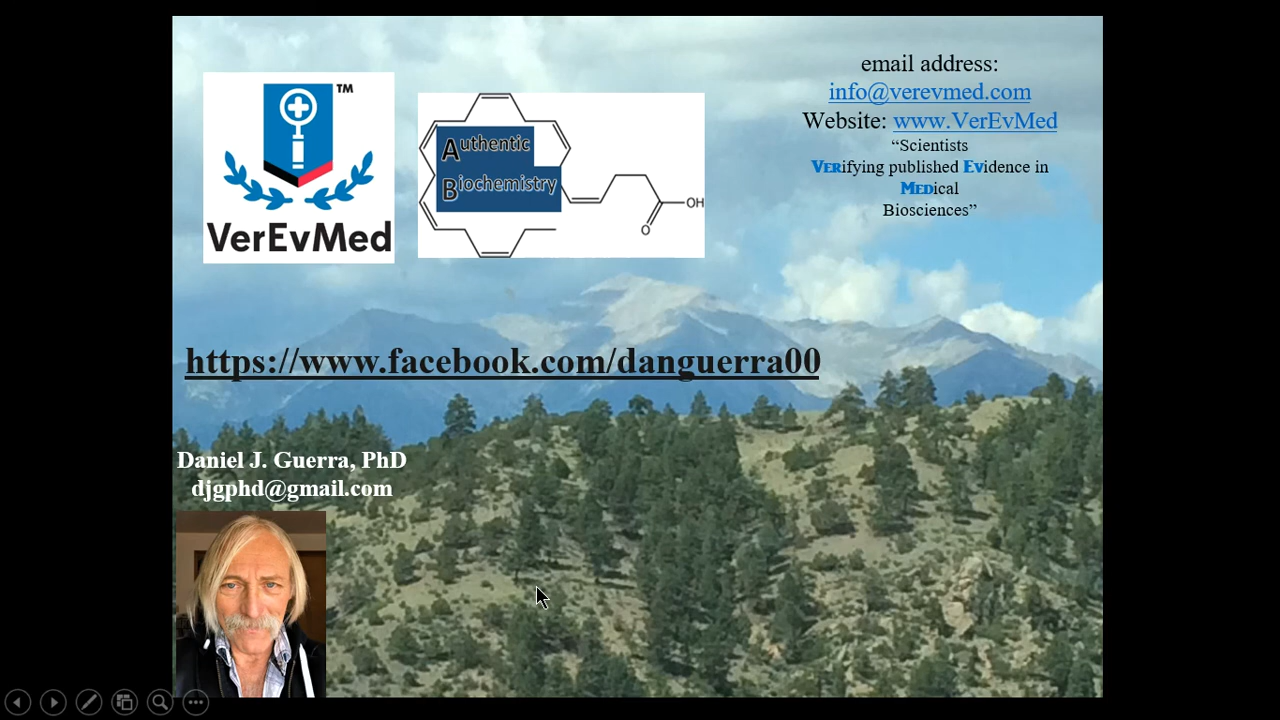 TM
VerEvMed
Authentic
Biochemistry
OH
O
email address:
info@verevmed.com
Website: www.VerEvMed
“Scientists
VERifying published Evidence in
MEDical
Biosciences”
https://www.facebook.com/danguerra00
Daniel J. Guerra, PhD
djgphd@gmail.com